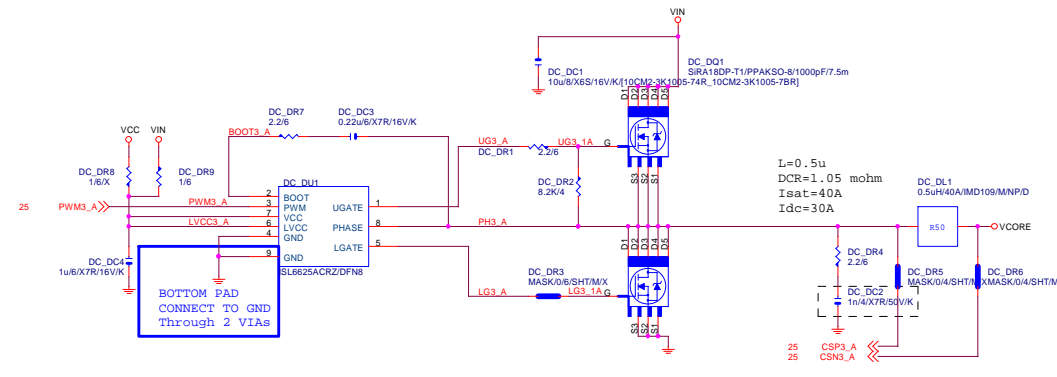 VIN
DC_DQ1
SiRA18DP-T1/PPAKSO-8/1000pF/7.5m
DC_DC1
10u/8/X6S/16V/K/[10CM2-3K1005-74R_10CM2-3K1005-7BR]
D1 D2 D3 D4 D5
DC_DR7
2.2/6
DC_DC3
0.22u/6/X7R/16V/K
VCC
VIN
BOOT3_A
UG3_A
DC_DR1
2.2/6
UG3_1A
G
S3 S2 S1
DC_DR8
1/6/X
DC_DR9
1/6
DC_DU1
DC_DR2
8.2K/4
L=0.5u
DCR=1.05 mohm
Isat=40A
Idc=30A
DC_DL1
0.5uH/40A/IMD109/M/NP/D
R50
VCORE
25
PWM3_A
PWM3_A
LVCC3_A
2 BOOT
3 PWM
7 VCC
6 LVCC
4 GND
9 GND
UGATE 1
PHASE 8
LGATE 5
PH3_A
ISL6625ACRZ/DFN8
D1 D2 D3 D4 D5
DC_DC4
1u/6/X7R/16V/K
BOTTOM PAD
CONNECT TO GND
Through 2 VIAs
LG3_A
DC_DR3
MASK/0/6/SHT/M/X
LG3_1A
G
S3 S2 S1
DC_DR4
2.2/6
DC_DC2
1n/4/X7R/50V/K
DC_DR5
MASK/0/4/SHT/M/X
DC_DR6
MASK/0/4/SHT/M
25
CSP3_A
25
CSN3_A